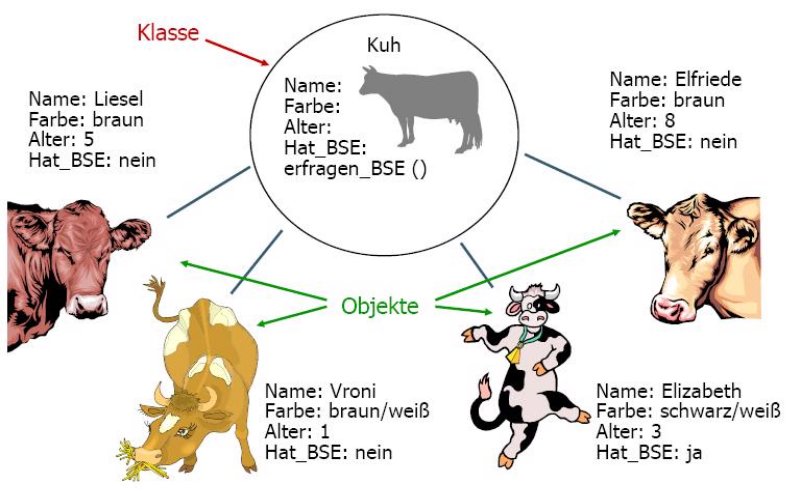 Klasse
Kuh
Name:
Farbe:
Alter:
Hat_BSE:
erfragen_BSE ()
Name: Liesel
Farbe: braun
Alter: 5
Hat_BSE: nein
Name: Elfriede
Farbe: braun
Alter: 8
Hat_BSE: nein
Objekte
Name: Vroni
Farbe: braun/weiß
Alter: 1
Hat_BSE: nein
Name: Elizabeth
Farbe: schwarz/weiß
Alter: 3
Hat_BSE: ja